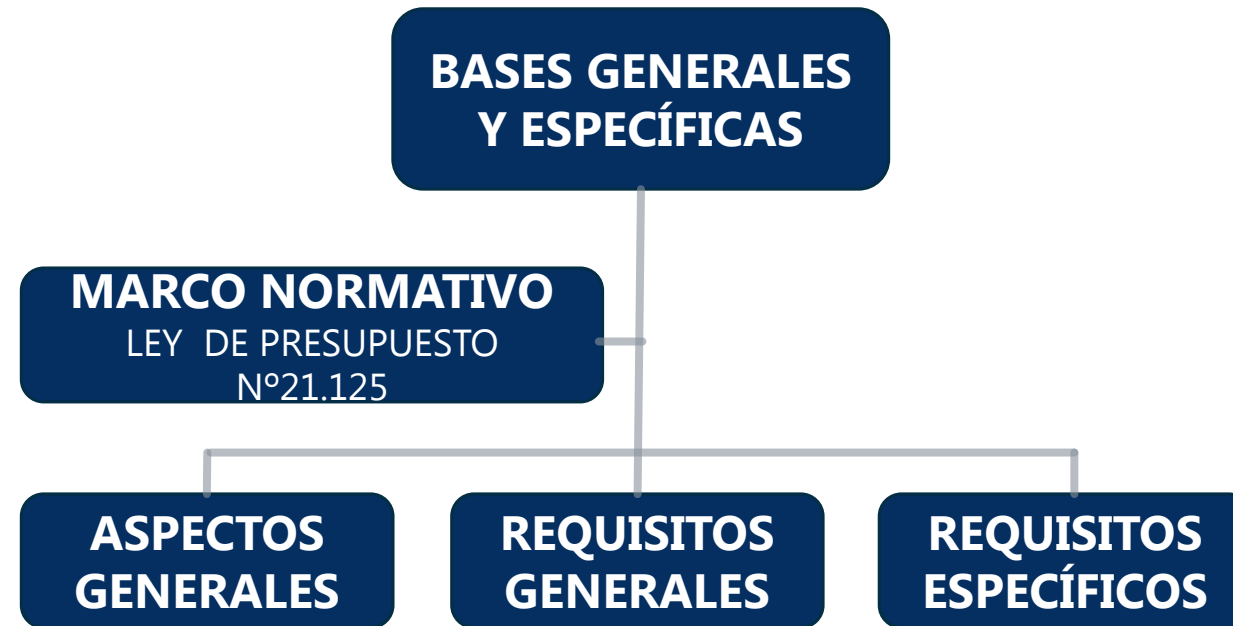 BASES GENERALES
Y ESPECÍFICAS
MARCO NORMATIVO
LEY DE PRESUPUESTO
Nº21.125
ASPECTOS
GENERALES
REQUISITOS
GENERALES
REQUISITOS
ESPECÍFICOS